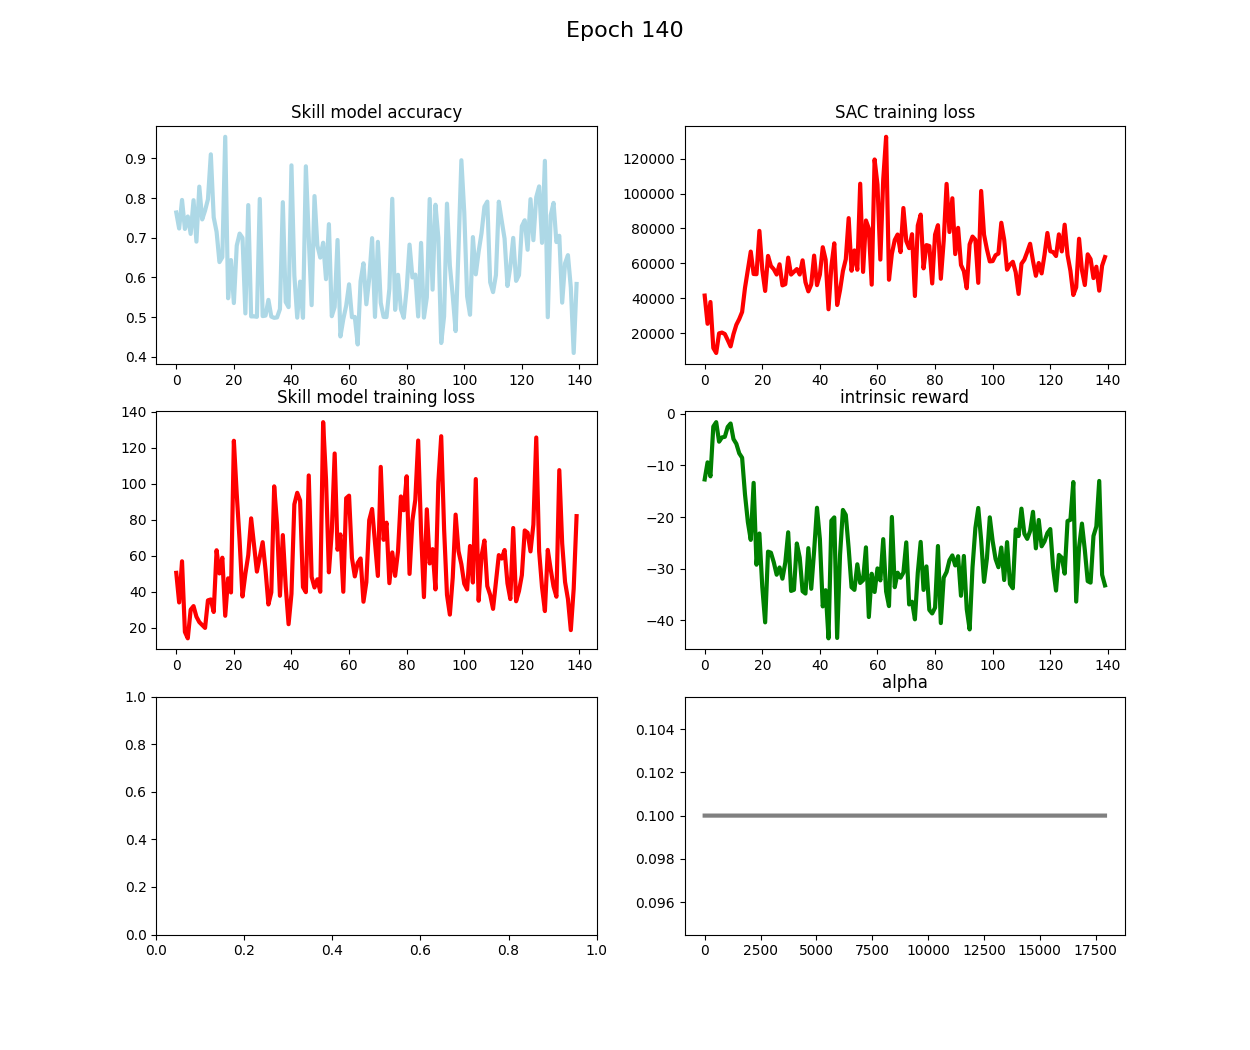 Epoch 140
Skill model accuracy
0.9
0.8
0.7
0.6
0.5
0.4
0 20 40 60 80 100 120 140
SAC training loss
120000
100000
80000
60000
40000
20000
0 20 40 60 80 100 120 140
Skill model training loss
140
120
100
80
60
40
20
0 20 40 60 80 100 120 140
intrinsic reward
0
−10
−20
−30
−40
0 20 40 60 80 100 120 140
1.0
0.8
0.6
0.4
0.2
0.0
0.0 0.2 0.4 0.6 0.8 1.0
alpha
0.104
0.102
0.100
0.098
0.096
0 2500 5000 7500 10000 12500 15000 17500